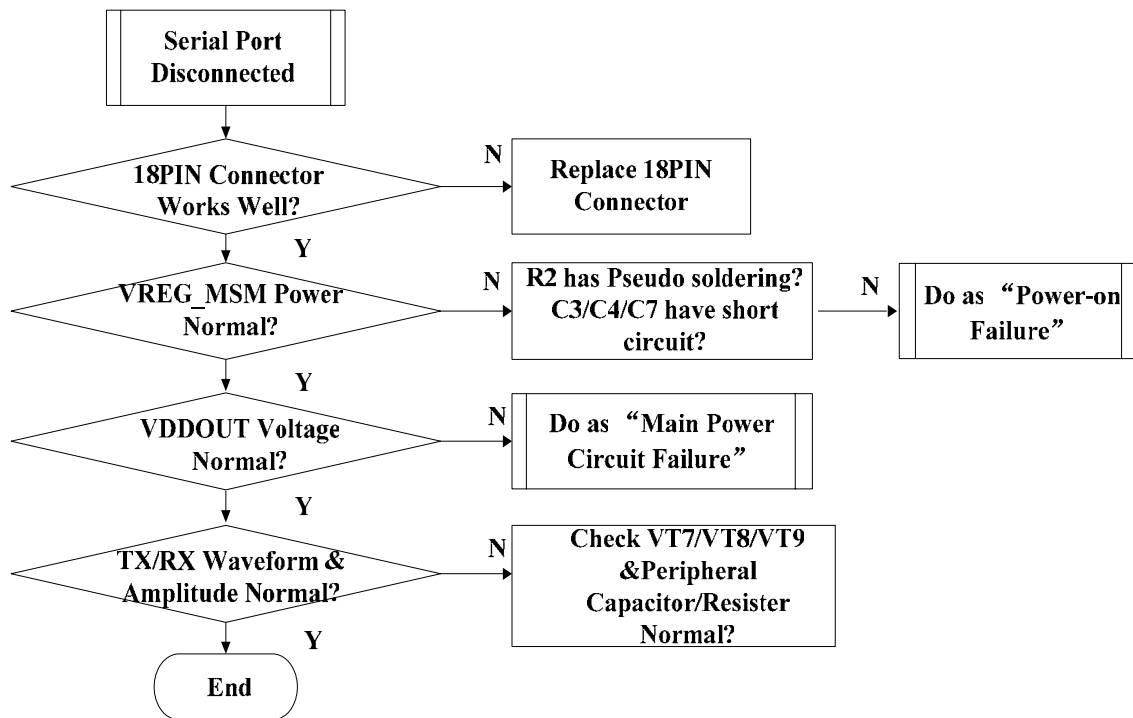 Serial Port
Disconnected
18PIN Connector
Works Well?
N
Replace 18PIN
Connector
Y
VREG_MSM Power
Normal?
N
R2 has Pseudo soldering?
C3/C4/C7 have short
circuit?
N
Do as “Power-on
Failure”
Y
VDDOUT Voltage
Normal?
N
Do as “Main Power
Circuit Failure”
Y
TX/RX Waveform &
Amplitude Normal?
N
Check VT7/VT8/VT9
&Peripheral
Capacitor/Resister
Normal?
Y
End